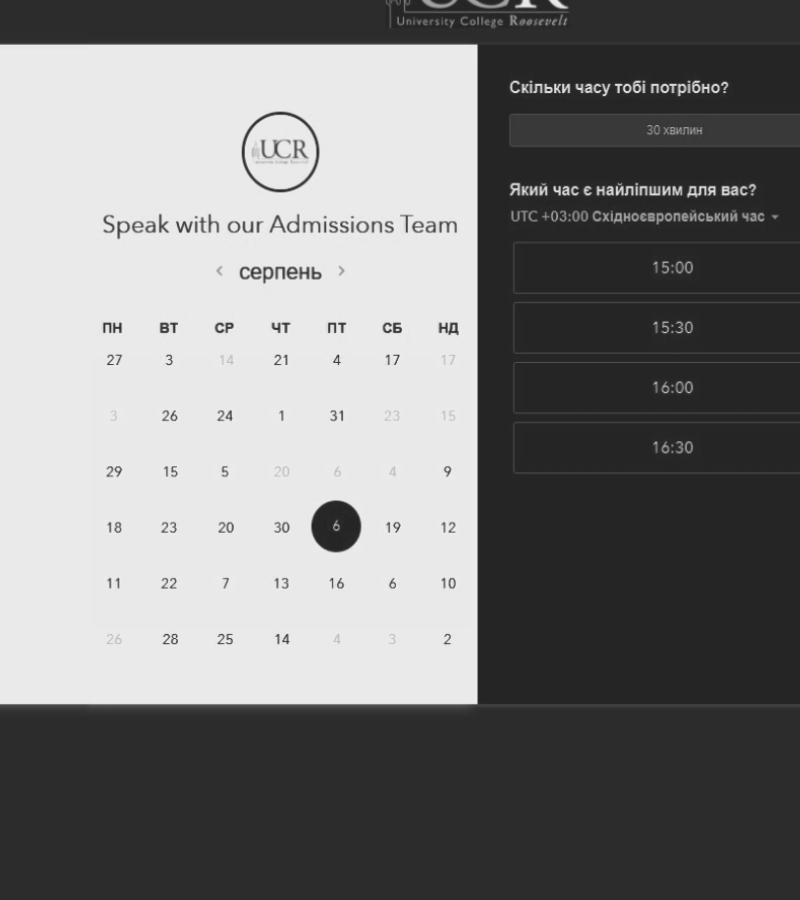 UCR
University College Roosevelt
UCR
Speak with our Admissions Team
серпень
ПН ВТ СР ЧТ ПТ СБ НД
27 3 14 21 4 17 17
3 26 24 1 31 23 15
29 15 5 20 6 4 9
18 23 20 30 6 19 12
11 22 7 13 16 6 10
26 28 25 14 4 3 2
Скільки часу тобі потрібно?
30 хвилин
Який час є найліпшим для вас?
UTC +03:00 Східноєвропейський час
15:00
15:30
16:00
16:30